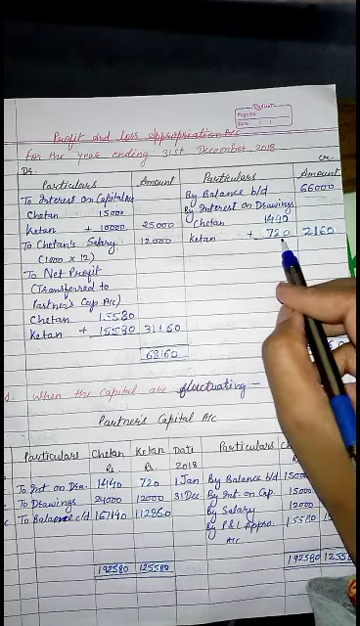 Profit and Loss Appropriation A/c
For the year ending 31st December, 2018
Dr. Cr.
Particulars Amount Particulars Amount
To Interest on Capital A/c By Balance b/d 66000
Chetan 15000 By Interest on Drawings
Ketan + 10000 25000 Chetan 1440
To Chetan's Salary 12000 Ketan + 720 2160
(1000 x 12)
To Net Profit
(Transferred to
Partner's Cap A/c)
Chetan 15580
Ketan + 15580 31160
68160
When the Capital are fluctuating -
Partner's Capital A/c
Particulars Chetan Ketan Date Particulars
Rs. Rs. 2018
To Int. on Dra. 1440 720 1 Jan By Balance b/d
To Drawings 24000 12000 31 Dec By Int. on Cap. 15000
To Balance c/d 167140 112860 By Salary 12000
By P&L Appro. 15580
A/c
192580 125580 192580